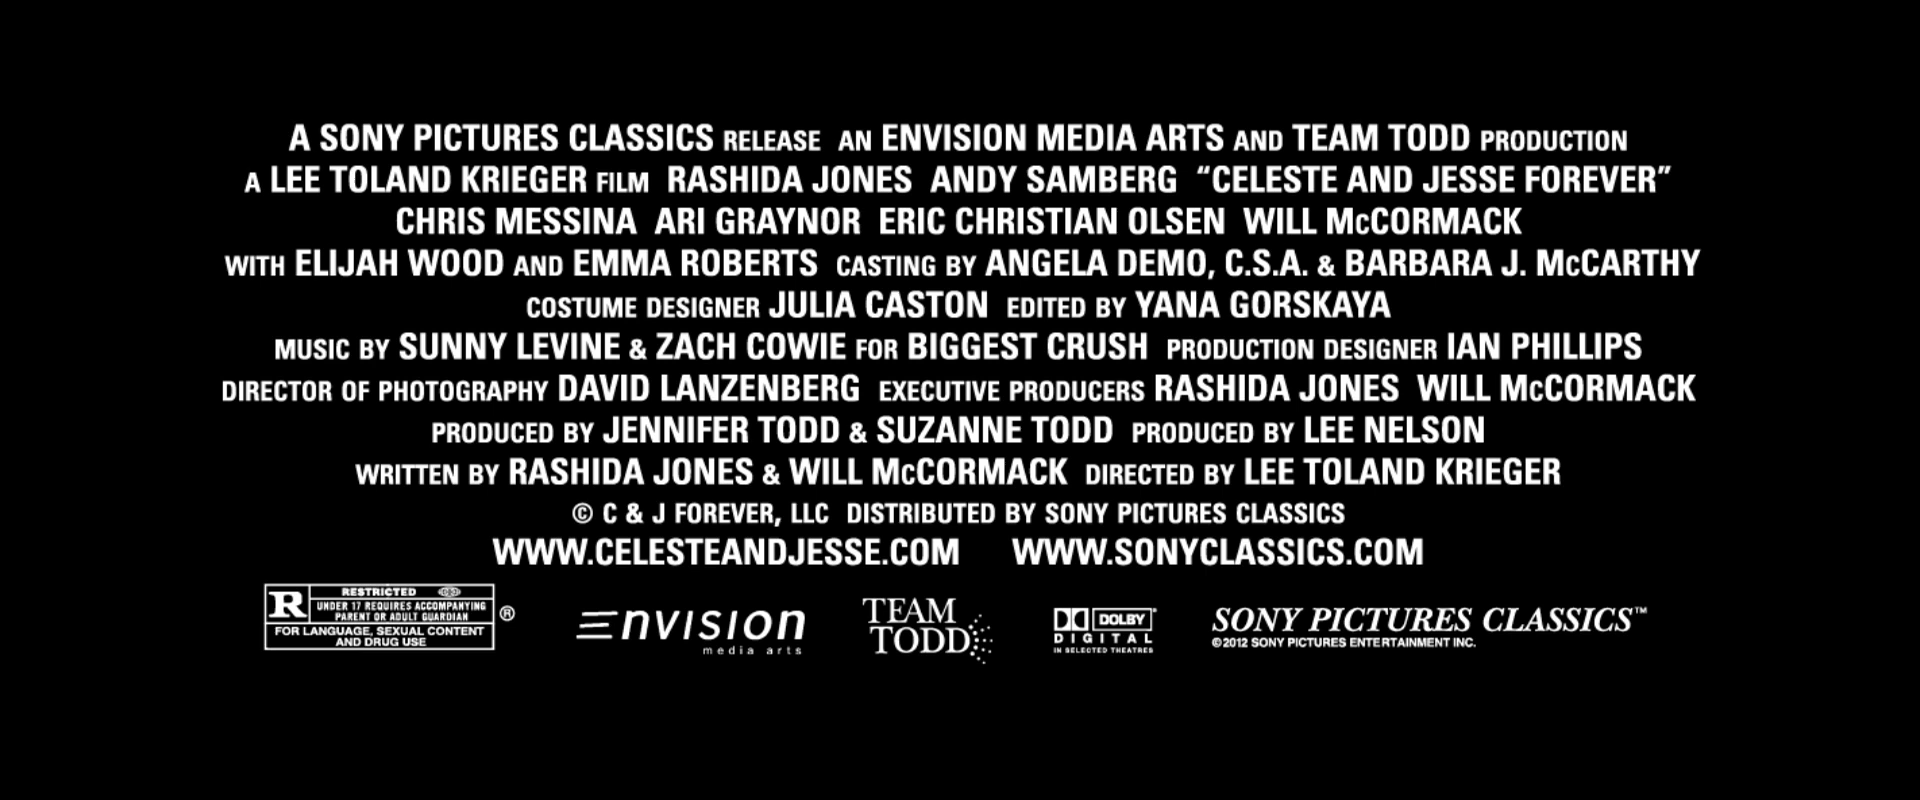 A SONY PICTURES CLASSICS RELEASE AN ENVISION MEDIA ARTS AND TEAM TODD PRODUCTION
A LEE TOLAND KRIEGER FILM RASHIDA JONES ANDY SAMBERG “CELESTE AND JESSE FOREVER”
CHRIS MESSINA ARI GRAYNOR ERIC CHRISTIAN OLSEN WILL McCORMACK
WITH ELIJAH WOOD AND EMMA ROBERTS CASTING BY ANGELA DEMO, C.S.A. & BARBARA J. McCARTHY
COSTUME DESIGNER JULIA CASTON EDITED BY YANA GORSKAYA
MUSIC BY SUNNY LEVINE & ZACH COWIE FOR BIGGEST CRUSH PRODUCTION DESIGNER IAN PHILLIPS
DIRECTOR OF PHOTOGRAPHY DAVID LANZENBERG EXECUTIVE PRODUCERS RASHIDA JONES WILL McCORMACK
PRODUCED BY JENNIFER TODD & SUZANNE TODD PRODUCED BY LEE NELSON
WRITTEN BY RASHIDA JONES & WILL McCORMACK DIRECTED BY LEE TOLAND KRIEGER
© C & J FOREVER, LLC DISTRIBUTED BY SONY PICTURES CLASSICS
WWW.CELESTEANDJESSE.COM WWW.SONYCLASSICS.COM
R RESTRICTED
UNDER 17 REQUIRES ACCOMPANYING
PARENT OR ADULT GUARDIAN
FOR LANGUAGE, SEXUAL CONTENT
AND DRUG USE
®
ENVISION
media arts
TEAM
TODD
DOLBY
DIGITAL
IN SELECTED THEATRES
SONY PICTURES CLASSICS™
©2012 SONY PICTURES ENTERTAINMENT INC.